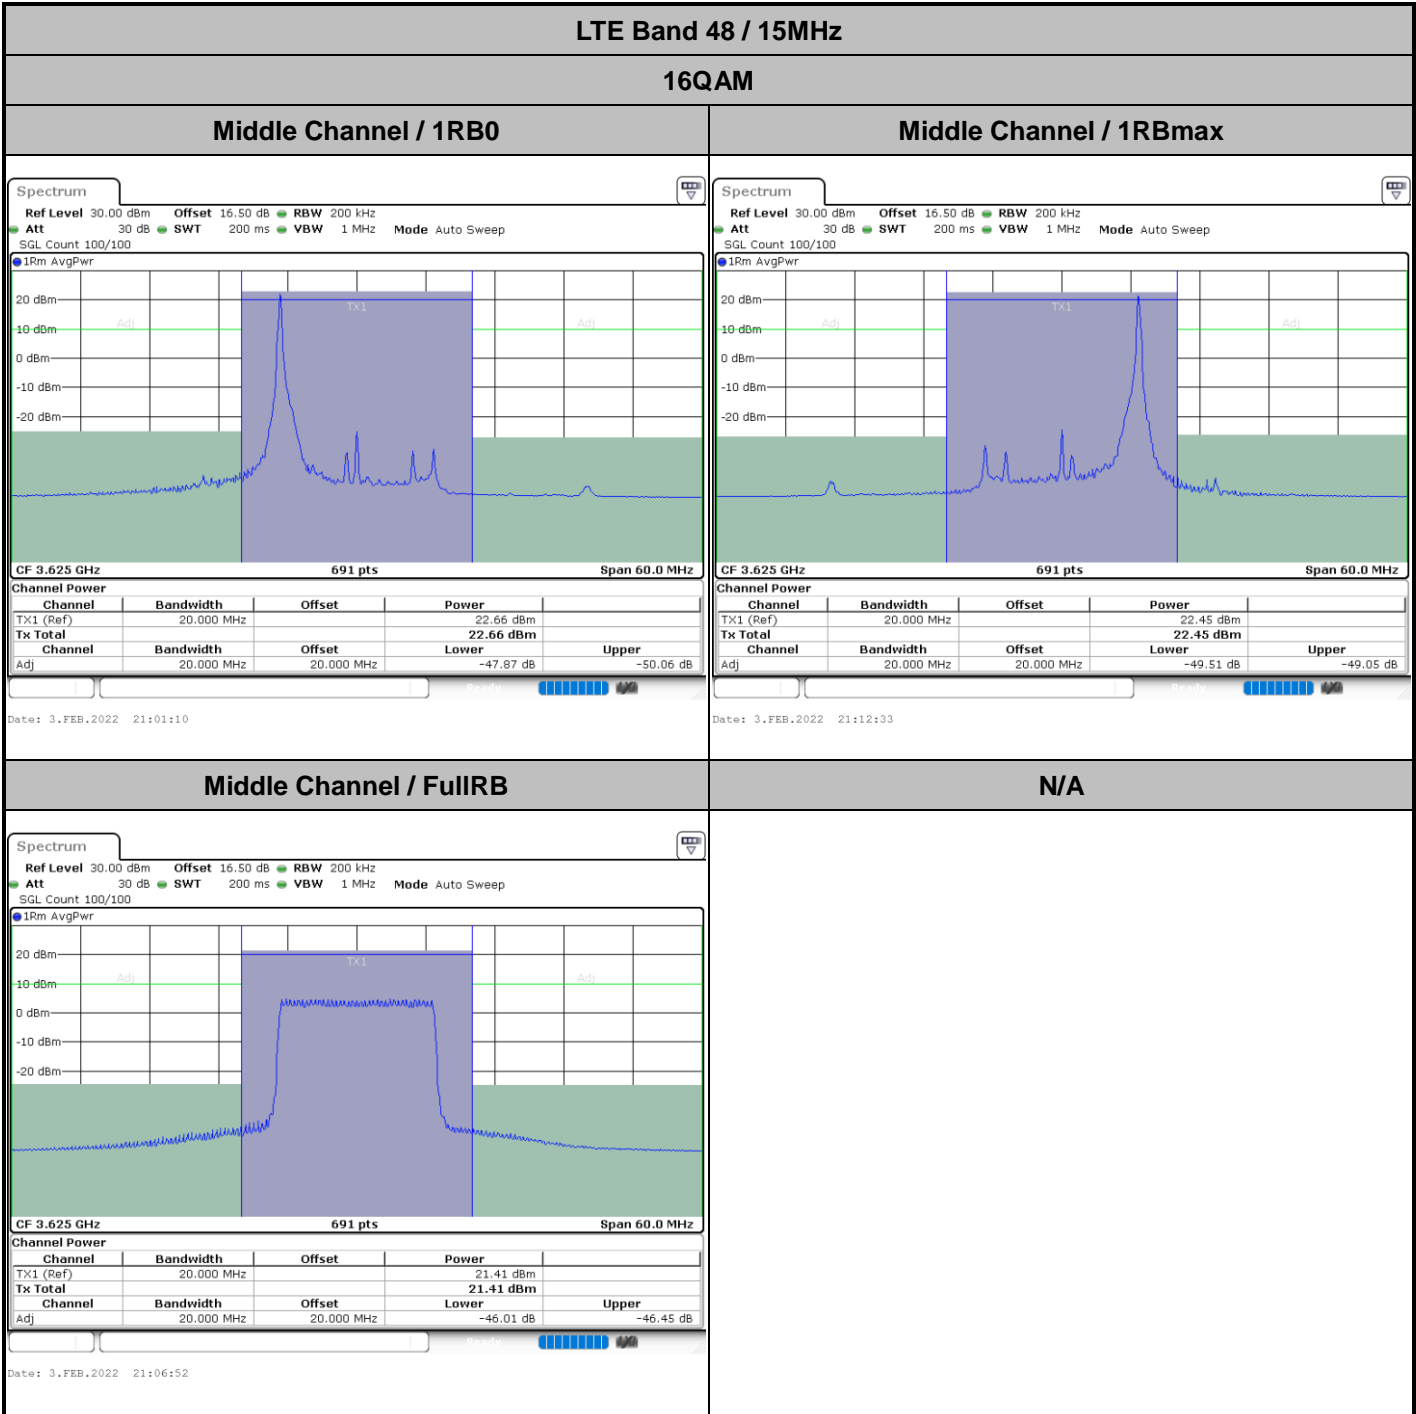 LTE Band 48 / 15MHz
16QAM
Middle Channel / 1RB0
Middle Channel / 1RBmax
Spectrum
Ref Level 30.00 dBm Offset 16.50 dB RBW 200 kHz
Att 30 dB SWT 200 ms VBW 1 MHz Mode Auto Sweep
SGL Count 100/100
1Rm AvgPwr
20 dBm
TX1
10 dBm
Adj
Adj
0 dBm
-10 dBm
-20 dBm
CF 3.625 GHz 691 pts Span 60.0 MHz
Channel Power
Channel Bandwidth Offset Power
TX1 (Ref) 20.000 MHz 22.66 dBm
Tx Total 22.66 dBm
Channel Bandwidth Offset Lower Upper
Adj 20.000 MHz 20.000 MHz -47.87 dB -50.06 dB
Ready
Date: 3.FEB.2022 21:01:10
Spectrum
Ref Level 30.00 dBm Offset 16.50 dB RBW 200 kHz
Att 30 dB SWT 200 ms VBW 1 MHz Mode Auto Sweep
SGL Count 100/100
1Rm AvgPwr
20 dBm
TX1
10 dBm
Adj
Adj
0 dBm
-10 dBm
-20 dBm
CF 3.625 GHz 691 pts Span 60.0 MHz
Channel Power
Channel Bandwidth Offset Power
TX1 (Ref) 20.000 MHz 22.45 dBm
Tx Total 22.45 dBm
Channel Bandwidth Offset Lower Upper
Adj 20.000 MHz 20.000 MHz -49.51 dB -49.05 dB
Ready
Date: 3.FEB.2022 21:12:33
Middle Channel / FullRB
N/A
Spectrum
Ref Level 30.00 dBm Offset 16.50 dB RBW 200 kHz
Att 30 dB SWT 200 ms VBW 1 MHz Mode Auto Sweep
SGL Count 100/100
1Rm AvgPwr
20 dBm
TX1
10 dBm
Adj
Adj
0 dBm
-10 dBm
-20 dBm
CF 3.625 GHz 691 pts Span 60.0 MHz
Channel Power
Channel Bandwidth Offset Power
TX1 (Ref) 20.000 MHz 21.41 dBm
Tx Total 21.41 dBm
Channel Bandwidth Offset Lower Upper
Adj 20.000 MHz 20.000 MHz -46.01 dB -46.45 dB
Ready
Date: 3.FEB.2022 21:06:52